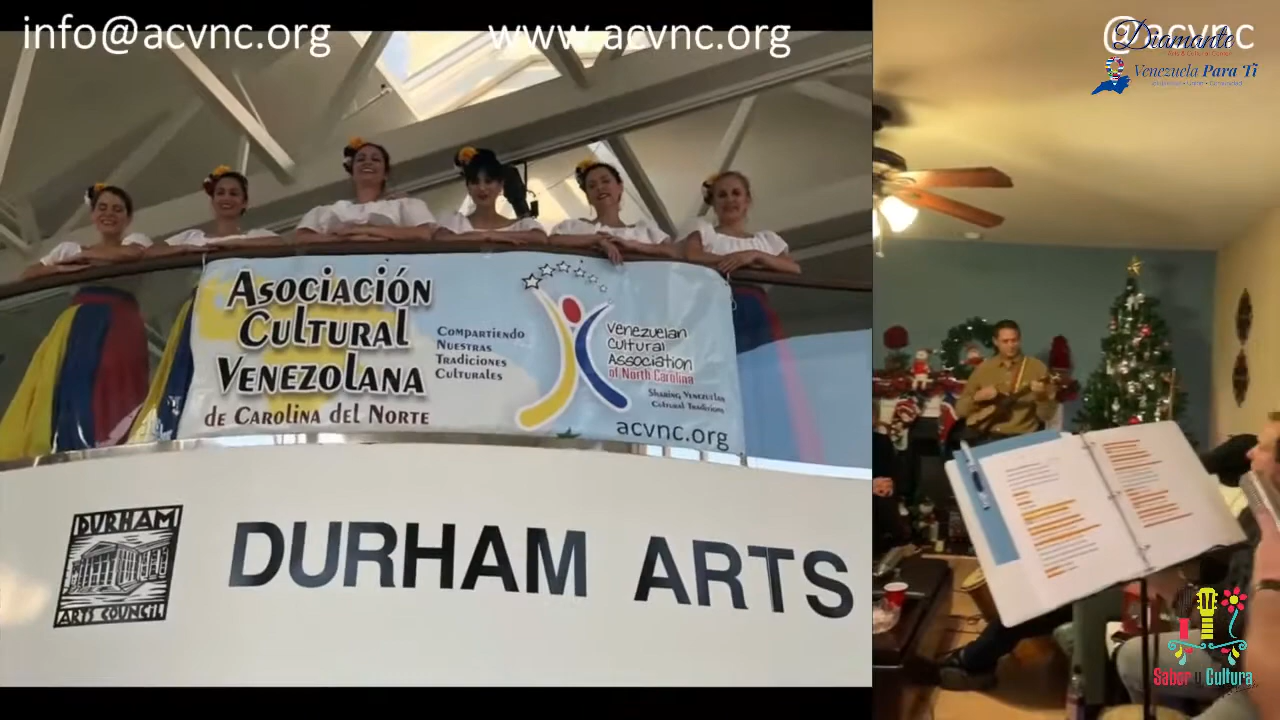 info@acvnc.org
www.acvnc.org
@acvnc
Diamante
Venezuela Para Ti
Asociación
Cultural
Venezolana
de Carolina del Norte
Compartiendo
Nuestras
Tradiciones
Culturales
Venezuelan
Cultural
Association
of North Carolina
Sharing Venezuelan
Cultural Traditions
acvnc.org
DURHAM
ARTS COUNCIL
DURHAM ARTS
Sabor y Cultura